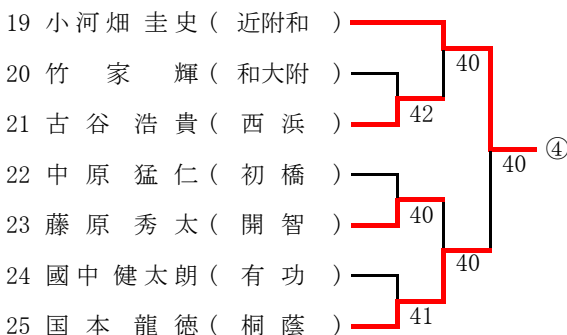 19 小河畑 圭史 ( 近附和 )
40
20 竹 家 輝 ( 和大附 )
42
21 古 谷 浩 貴 ( 西 浜 )
40 ④
22 中 原 猛 仁 ( 初 橋 )
40
23 藤 原 秀 太 ( 開 智 )
40
24 國中 健太朗 ( 有 功 )
41
25 国 本 龍 徳 ( 桐 蔭 )